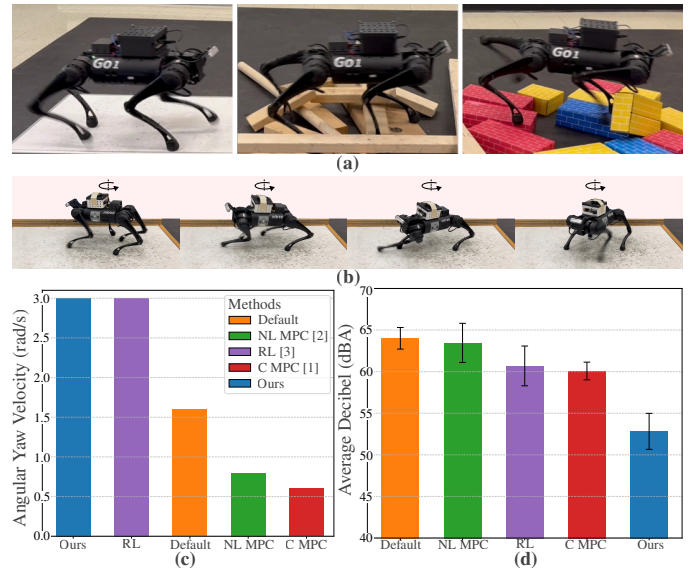 Go1
Go1
Go1
(a)
(b)
Angular Yaw Velocity (rad/s)
3.0
2.5
2.0
1.5
1.0
0.5
0.0
Methods
Default
NL MPC [2]
RL [3]
C MPC [1]
Ours
Ours
RL
Default
NL MPC
C MPC
(c)
Average Decibel (dBA)
70
65
60
55
50
45
40
Default
NL MPC
RL
C MPC
Ours
(d)